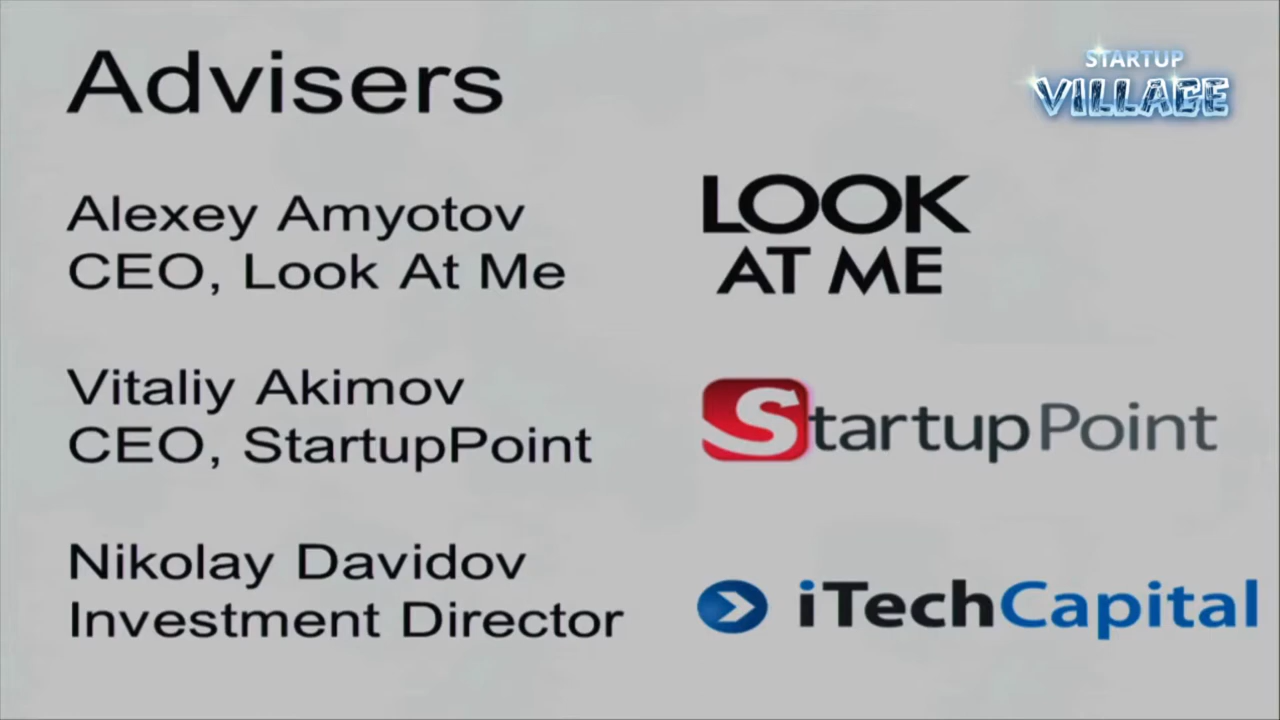 Advisers
STARTUP
VILLAGE
Alexey Amyotov
CEO, Look At Me
LOOK
AT ME
Vitaliy Akimov
CEO, StartupPoint
StartupPoint
Nikolay Davidov
Investment Director
iTechCapital